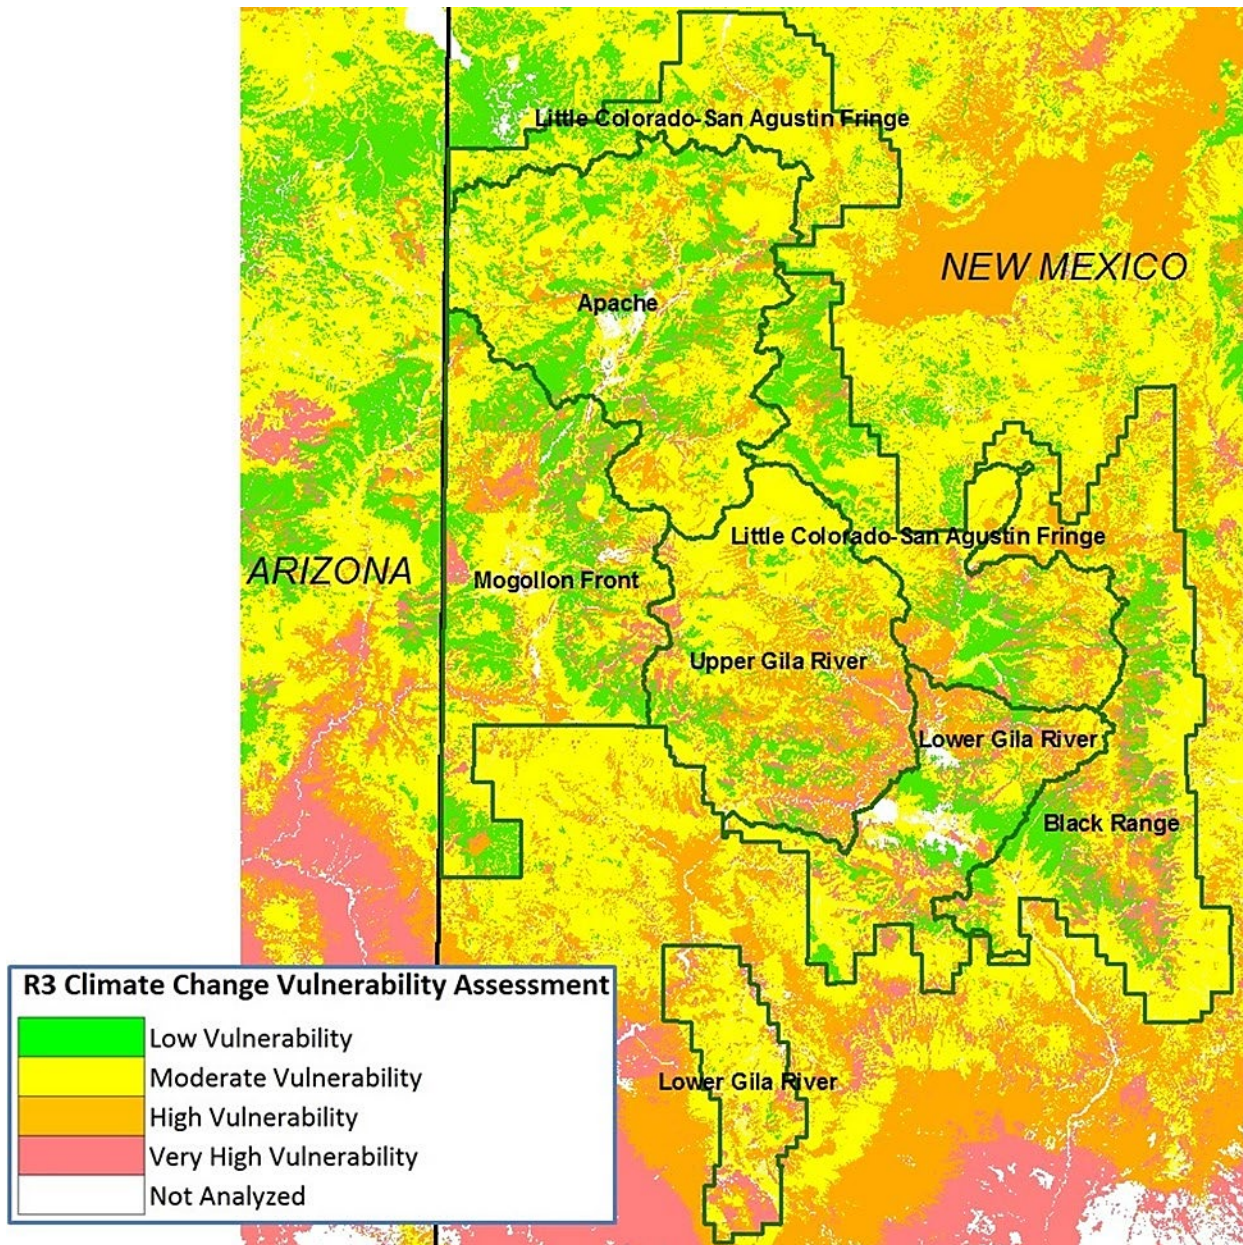 Little Colorado-San Agustin Fringe
NEW MEXICO
Apache
Little Colorado-San Agustin Fringe
ARIZONA
Mogollon Front
Upper Gila River
Lower Gila River
Black Range
R3 Climate Change Vulnerability Assessment
Low Vulnerability
Moderate Vulnerability
High Vulnerability
Very High Vulnerability
Not Analyzed
Lower Gila River